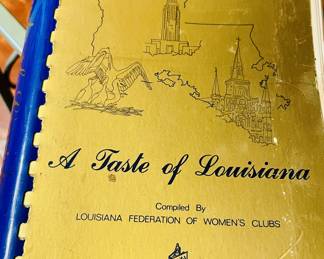 A Taste of Louisiana
Compiled By
LOUISIANA FEDERATION OF WOMEN'S CLUBS